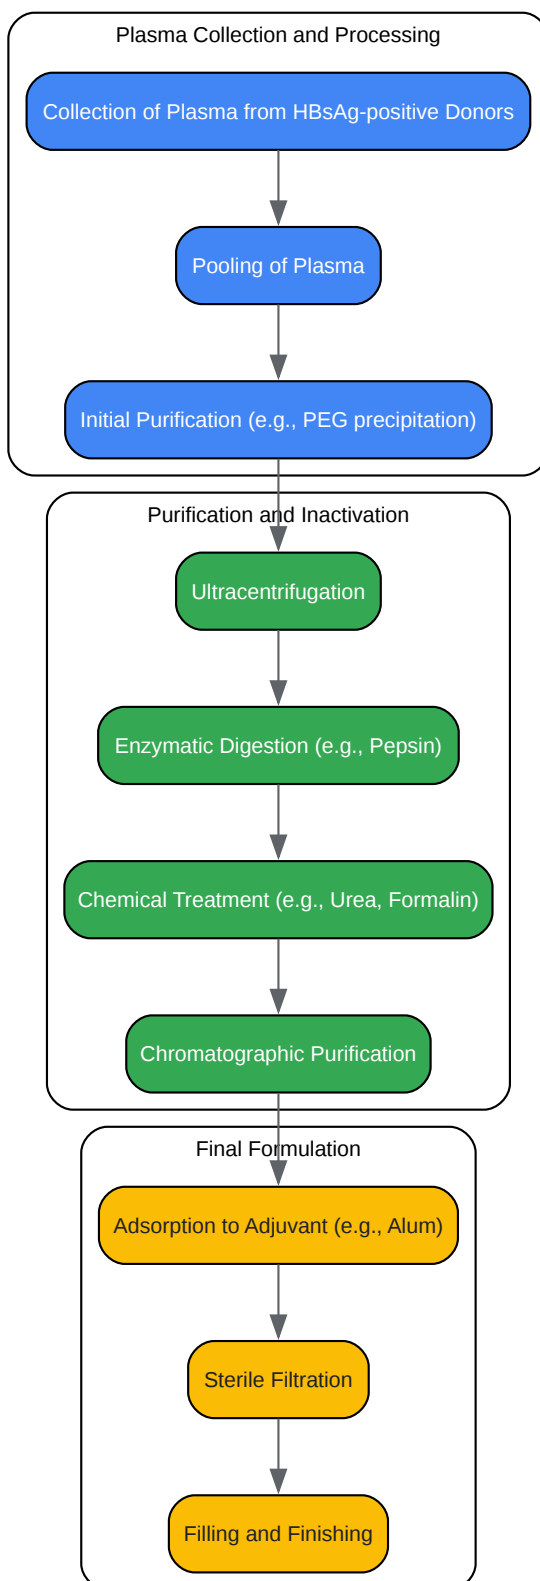 Plasma Collection and Processing
Collection of Plasma from HBsAg-positive Donors
Pooling of Plasma
Initial Purification (e.g., PEG precipitation)
Purification and Inactivation
Ultracentrifugation
Enzymatic Digestion (e.g., Pepsin)
Chemical Treatment (e.g., Urea, Formalin)
Chromatographic Purification
Final Formulation
Adsorption to Adjuvant (e.g., Alum)
Sterile Filtration
Filling and Finishing